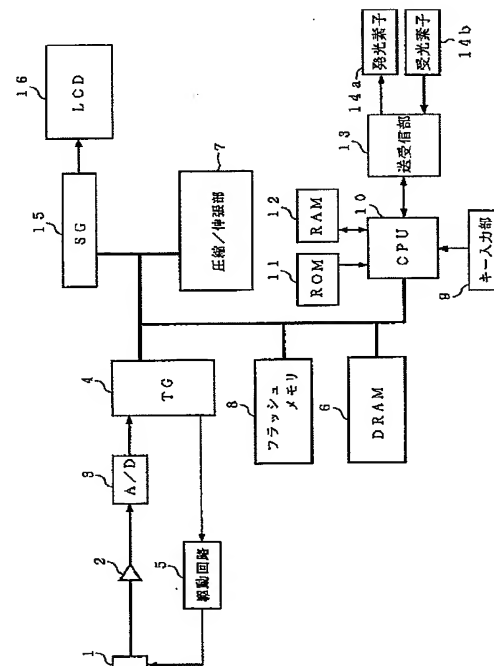 1
2
3
A/D
4
TG
5
駆動回路
15
SG
16
LCD
7
圧縮/伸張部
8
フラッシュ
メモリ
6
DRAM
11
ROM
12
RAM
10
CPU
9
キー入力部
13
送受信部
14a
発光素子
受光素子
14b